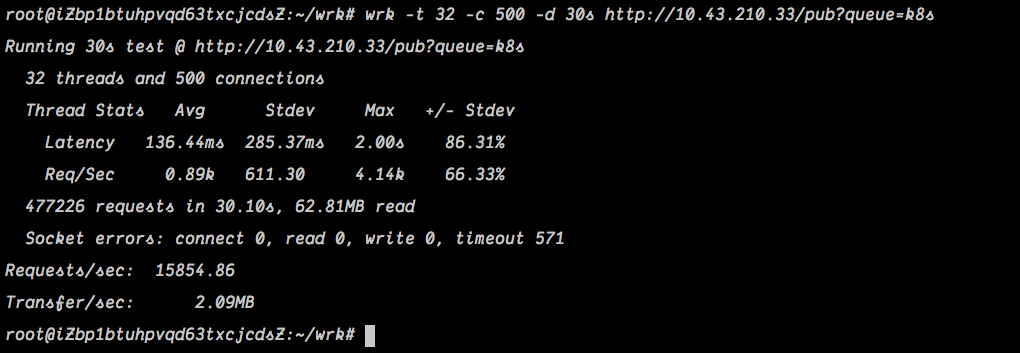 root@iZbp1btuhpvqd63txcjcdsZ:~/wrk# wrk -t 32 -c 500 -d 30s http://10.43.210.33/pub?queue=k8s
Running 30s test @ http://10.43.210.33/pub?queue=k8s
  32 threads and 500 connections
  Thread Stats   Avg      Stdev     Max   +/- Stdev
    Latency   136.44ms  285.37ms   2.00s    86.31%
    Req/Sec     0.89k   611.30     4.14k    66.33%
  477226 requests in 30.10s, 62.81MB read
  Socket errors: connect 0, read 0, write 0, timeout 571
Requests/sec:  15854.86
Transfer/sec:      2.09MB
root@iZbp1btuhpvqd63txcjcdsZ:~/wrk#